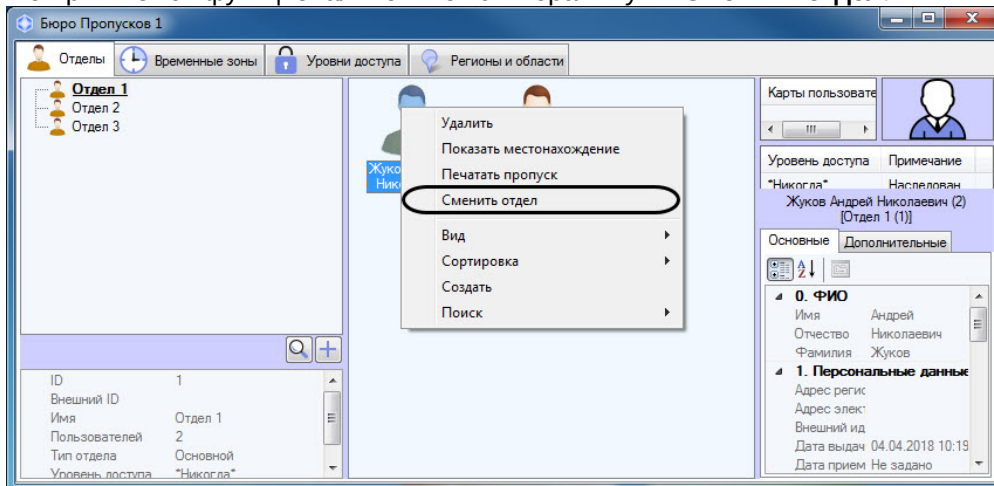 Бюро Пропусков 1
Отделы
Временные зоны
Уровни доступа
Регионы и области
Отдел 1
Отдел 2
Отдел 3
Удалить
Показать местонахождение
Печатать пропуск
Сменить отдел
Вид
Сортировка
Создать
Поиск
Карты пользовате
Уровень доступа Примечание
"Никогда" Наследован
Жуков Андрей Николаевич (2)
[Отдел 1 (1)]
Основные Дополнительные
0. ФИО
Имя Андрей
Отчество Николаевич
Фамилия Жуков
1. Персональные данные
Адрес регис
Адрес элект
Внешний ид
Дата выдач 04.04.2018 10:19
Дата прием Не задано
ID 1
Внешний ID
Имя Отдел 1
Пользователей 2
Тип отдела Основной
Уровень доступа "Никогда"